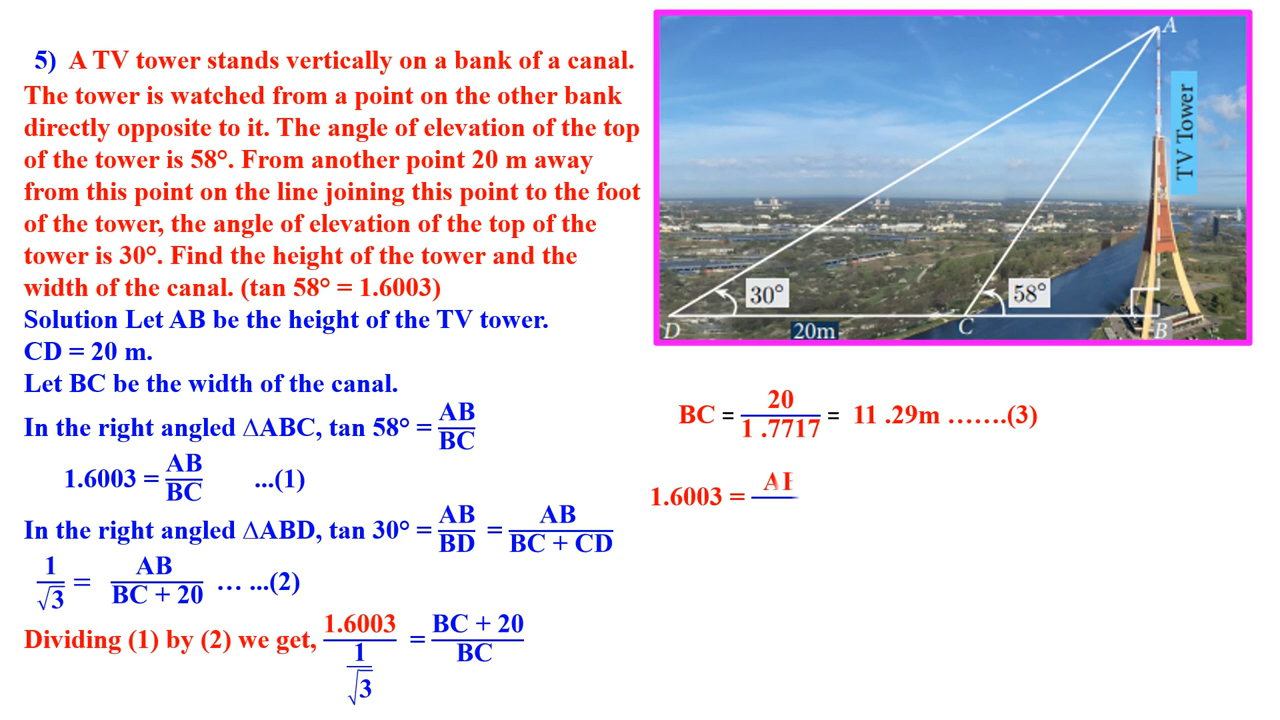 5) A TV tower stands vertically on a bank of a canal.
The tower is watched from a point on the other bank
directly opposite to it. The angle of elevation of the top
of the tower is 58°. From another point 20 m away
from this point on the line joining this point to the foot
of the tower, the angle of elevation of the top of the
tower is 30°. Find the height of the tower and the
width of the canal. (tan 58° = 1.6003)
Solution Let AB be the height of the TV tower.
CD = 20 m.
Let BC be the width of the canal.
In the right angled ∆ABC, tan 58° = AB/BC
1.6003 = AB/BC ...(1)
In the right angled ∆ABD, tan 30° = AB/BD = AB/BC + CD
1/√3 = AB/BC + 20 … ...(2)
Dividing (1) by (2) we get, 1.6003/1/√3 = BC + 20/BC
A
TV Tower
30°
58°
D
20m
C
B
BC = 20/1 .7717 = 11 .29m …….(3)
1.6003 =